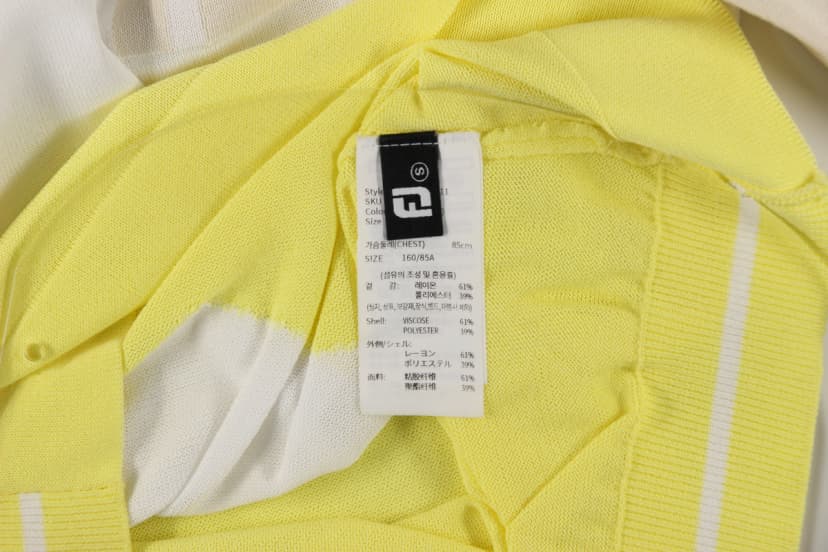 FJ
S
Style 11
SKU
Colo
Size
가슴둘레(CHEST) 85cm
SIZE 160/85A
(섬유의 조성 및 혼용률)
겉 감: 레이온 61%
폴리에스터 39%
Shell: VISCOSE 61%
POLYESTER 39%
外側/シェル:
レーヨン 61%
ポリエステル 39%
面料: 粘胶纤维 61%
聚酯纤维 39%